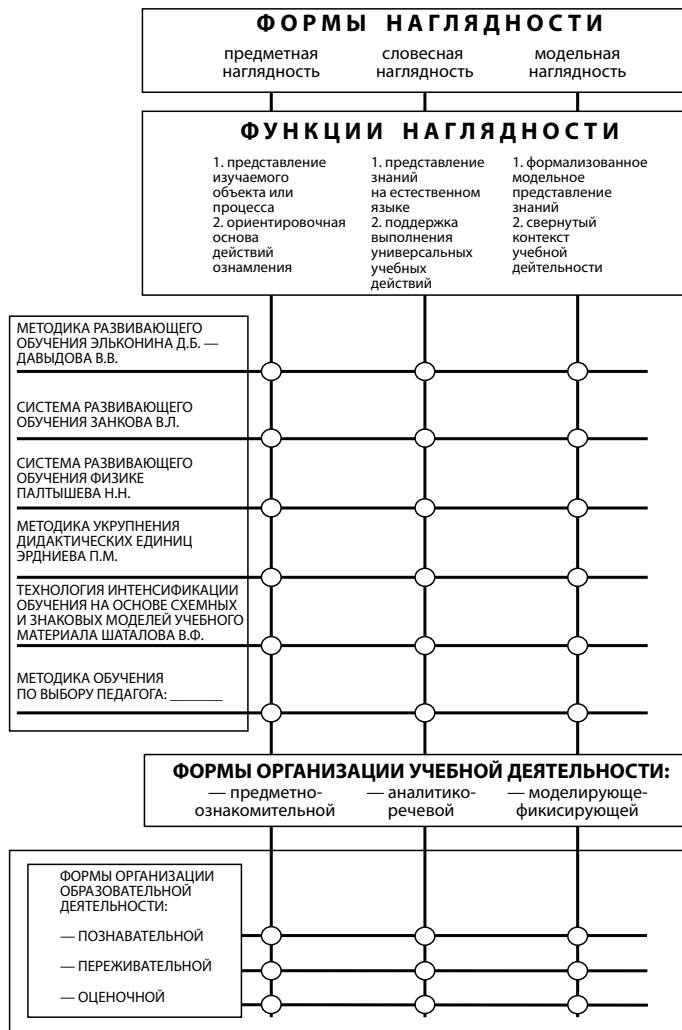 ФОРМЫ НАГЛЯДНОСТИ
предметная наглядность
словесная наглядность
модельная наглядность
ФУНКЦИИ НАГЛЯДНОСТИ
1. представление
изучаемого
объекта или
процесса
2. ориентировочная
основа
действий
ознамления
1. представление
знаний
на естественном
языке
2. поддержка
выполнения
универсальных
учебных
действий
1. формализованное
модельное
представление
знаний
2. свернутый
контекст
учебной
дейтельности
МЕТОДИКА РАЗВИВАЮЩЕГО
ОБУЧЕНИЯ ЭЛЬКОНИНА Д.Б. —
ДАВЫДОВА В.В.
СИСТЕМА РАЗВИВАЮЩЕГО
ОБУЧЕНИЯ ЗАНКОВА В.Л.
СИСТЕМА РАЗВИВАЮЩЕГО
ОБУЧЕНИЯ ФИЗИКЕ
ПАЛТЫШЕВА Н.Н.
МЕТОДИКА УКРУПНЕНИЯ
ДИДАКТИЧЕСКИХ ЕДИНИЦ
ЭРДНИЕВА П.М.
ТЕХНОЛОГИЯ ИНТЕНСИФИКАЦИИ
ОБУЧЕНИЯ НА ОСНОВЕ СХЕМНЫХ
И ЗНАКОВЫХ МОДЕЛЕЙ УЧЕБНОГО
МАТЕРИАЛА ШАТАЛОВА В.Ф.
МЕТОДИКА ОБУЧЕНИЯ
ПО ВЫБОРУ ПЕДАГОГА: _______
ФОРМЫ ОРГАНИЗАЦИИ УЧЕБНОЙ ДЕЯТЕЛЬНОСТИ:
— предметно-
ознакомительной
— аналитико-
речевой
— моделирующе-
фикисирующей
ФОРМЫ ОРГАНИЗАЦИИ
ОБРАЗОВАТЕЛЬНОЙ
ДЕЯТЕЛЬНОСТИ:
— ПОЗНАВАТЕЛЬНОЙ
— ПЕРЕЖИВАТЕЛЬНОЙ
— ОЦЕНОЧНОЙ